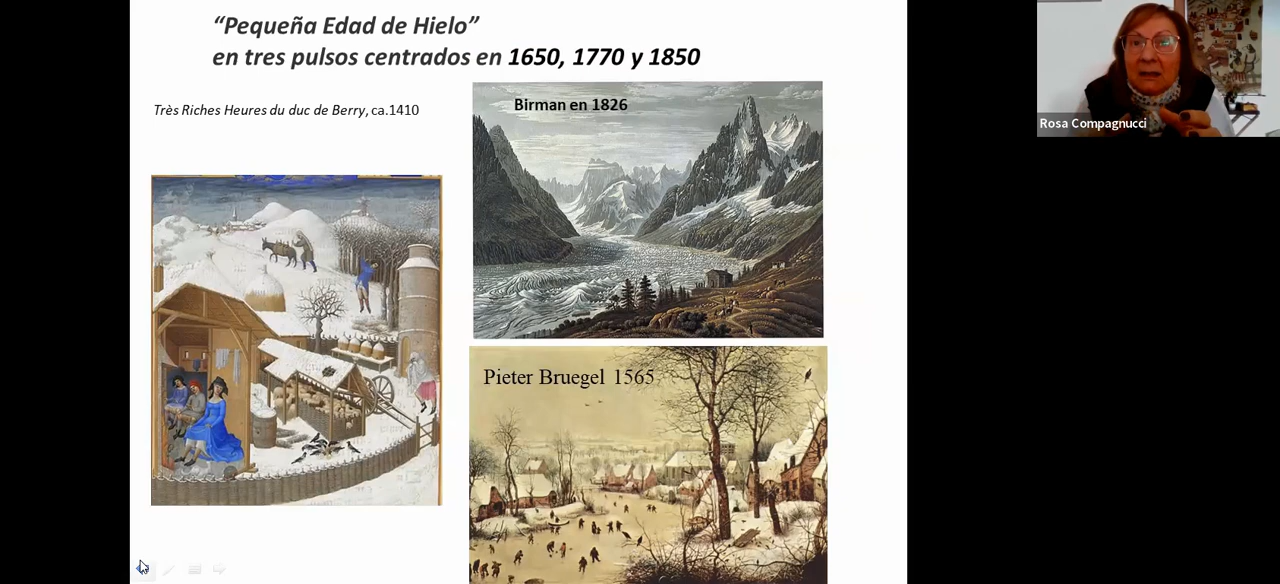 “Pequeña Edad de Hielo”
en tres pulsos centrados en 1650, 1770 y 1850
Très Riches Heures du duc de Berry, ca.1410
Birman en 1826
Pieter Bruegel 1565
Rosa Compagnucci